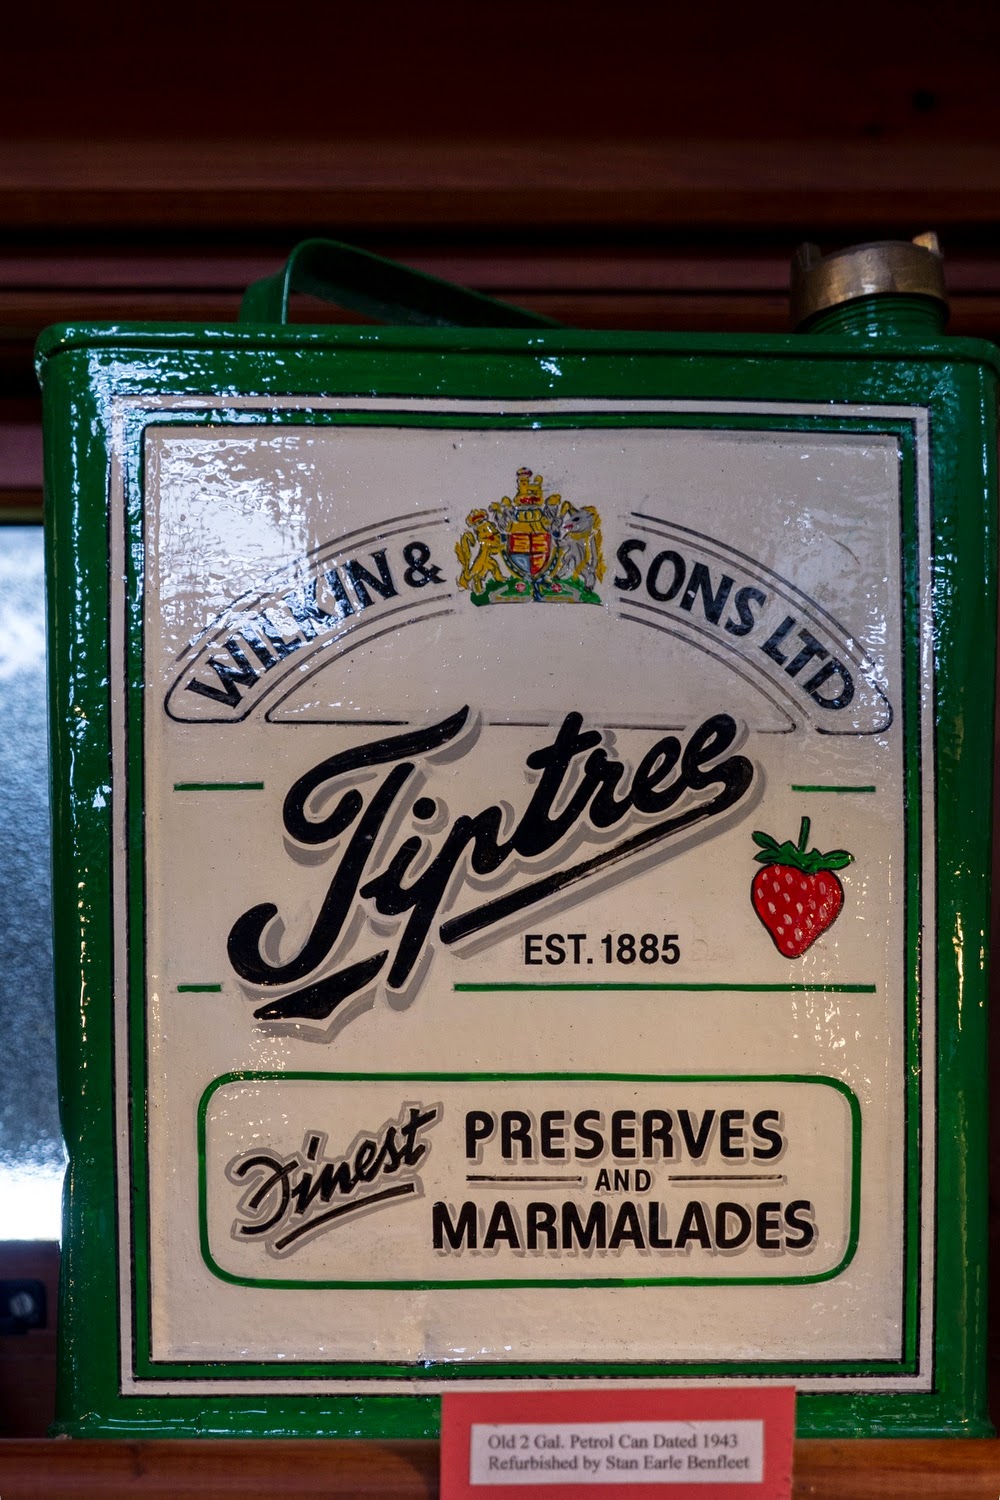 WILKIN & SONS LTD
Tiptree
EST. 1885
Finest PRESERVES
AND
MARMALADES
Old 2 Gal. Petrol Can Dated 1943
Refurbished by Stan Earle Benfleet